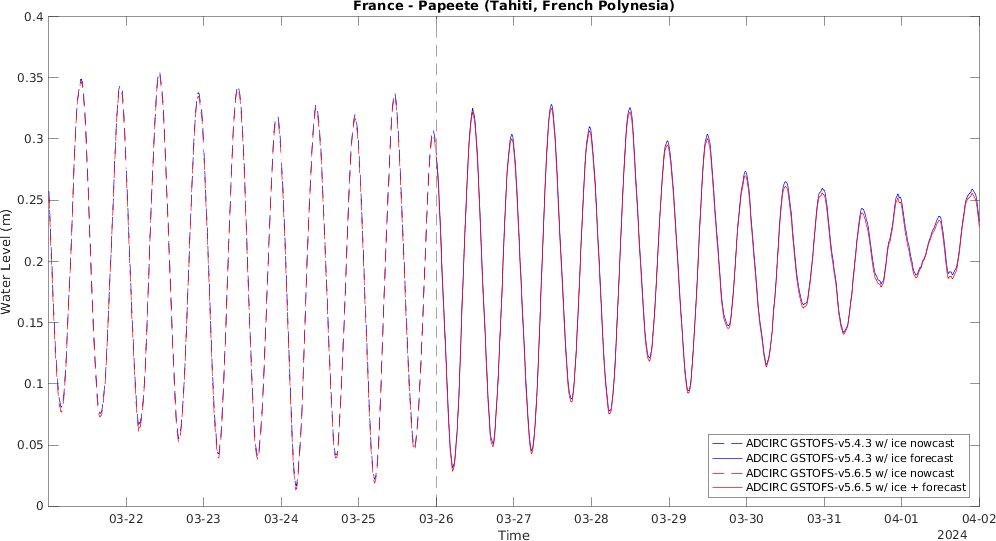 France - Papeete (Tahiti, French Polynesia)
0.4
0.35
0.3
0.25
0.2
0.15
0.1
0.05
0
Water Level (m)
ADCIRC GSTOFS-v5.4.3 w/ ice nowcast
ADCIRC GSTOFS-v5.4.3 w/ ice forecast
ADCIRC GSTOFS-v5.6.5 w/ ice nowcast
ADCIRC GSTOFS-v5.6.5 w/ ice + forecast
03-22 03-23 03-24 03-25 03-26 03-27 03-28 03-29 03-30 03-31 04-01 04-02
Time
2024